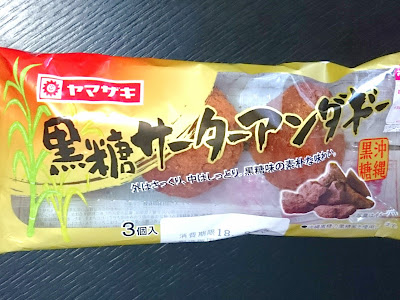 ヤマザキ
黒糖サーターアンダギー
外はさっくり、中はしっとり。黒糖味の素朴な味わい
沖縄
黒糖
3個入
消費期限 18